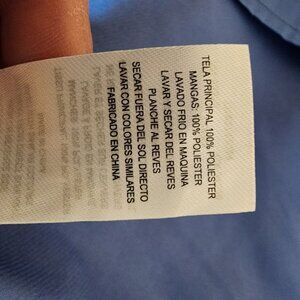 TELA PRINCIPAL 100% POLIESTER
MANGAS: 100% POLIESTER
LAVADO FRIO EN MAQUINA
LAVAR Y SECAR DEL REVES
PLANCHE AL REVES
SECAR FUERA DEL SOL DIRECTO
LAVAR CON COLORES SIMILARES
FABRICADO EN CHINA